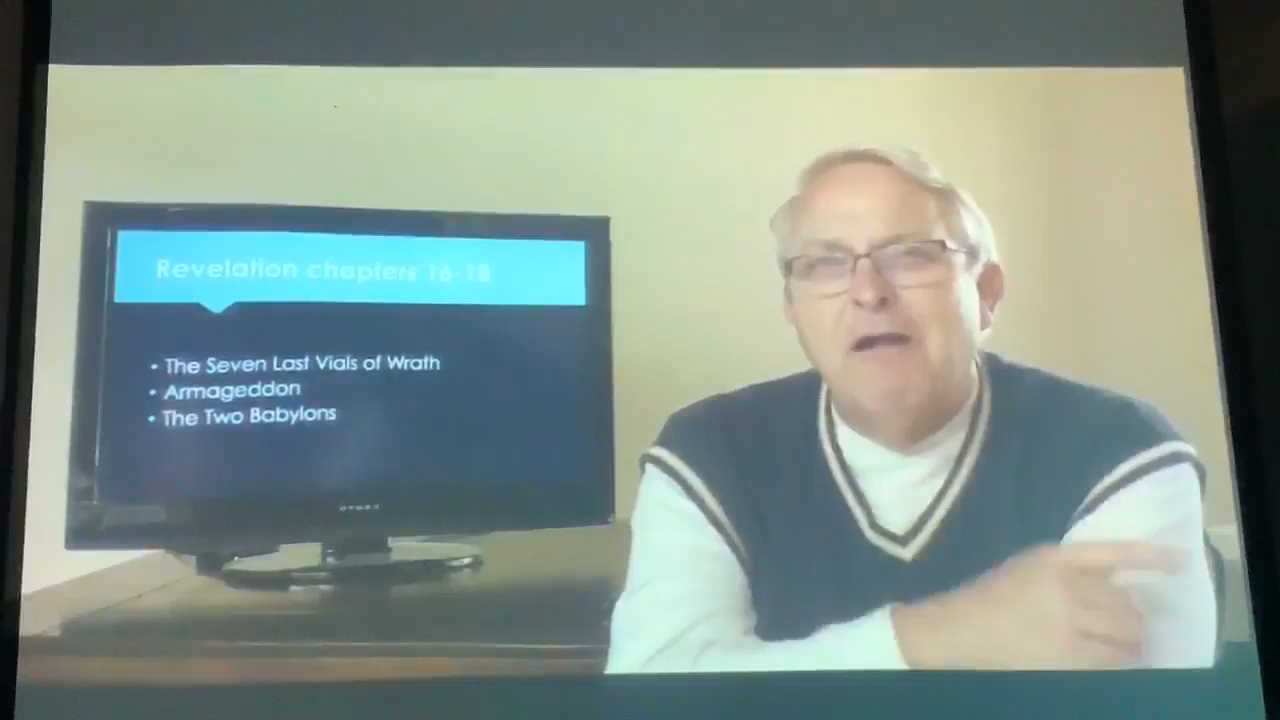 Revelation chapters 16-18
• The Seven Last Vials of Wrath
• Armageddon
• The Two Babylons